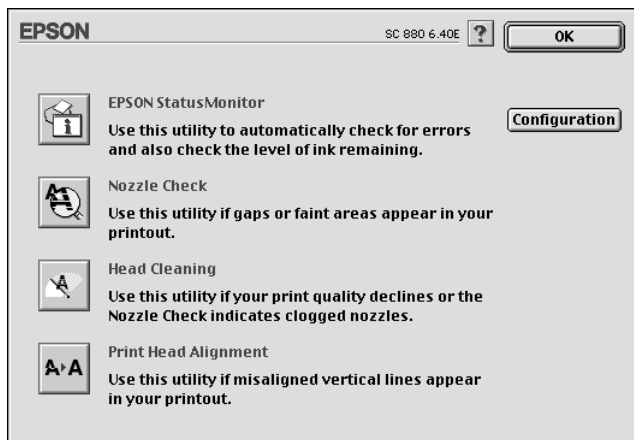 EPSON
SC 880 6.40E
?
OK
EPSON StatusMonitor
Use this utility to automatically check for errors
and also check the level of ink remaining.
Configuration
Nozzle Check
Use this utility if gaps or faint areas appear in your
printout.
Head Cleaning
Use this utility if your print quality declines or the
Nozzle Check indicates clogged nozzles.
A A
Print Head Alignment
Use this utility if misaligned vertical lines appear
in your printout.